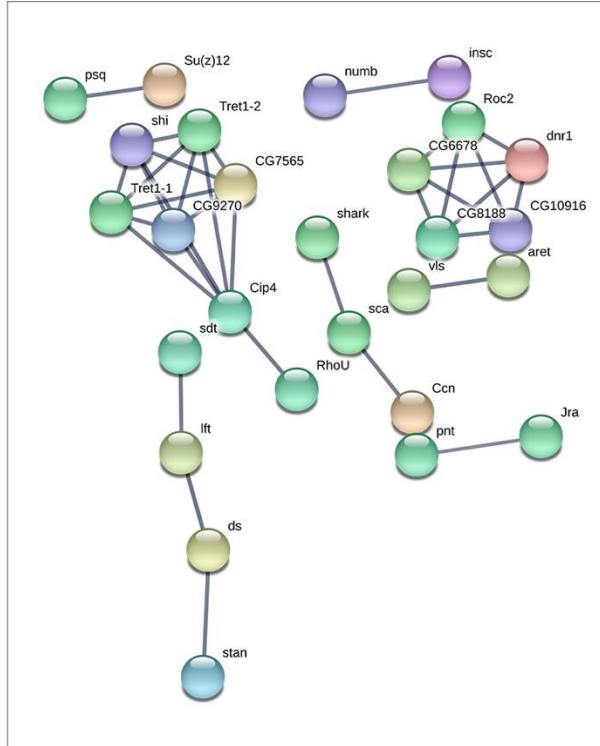 psq
Su(z)12
numb
insc
shi
Tret1-2
Roc2
dnr1
CG7565
CG6678
Tret1-1
CG9270
shark
CG8188
CG10916
vls
aret
Cip4
sca
sdt
RhoU
Ccn
lft
pnt
Jra
ds
stan